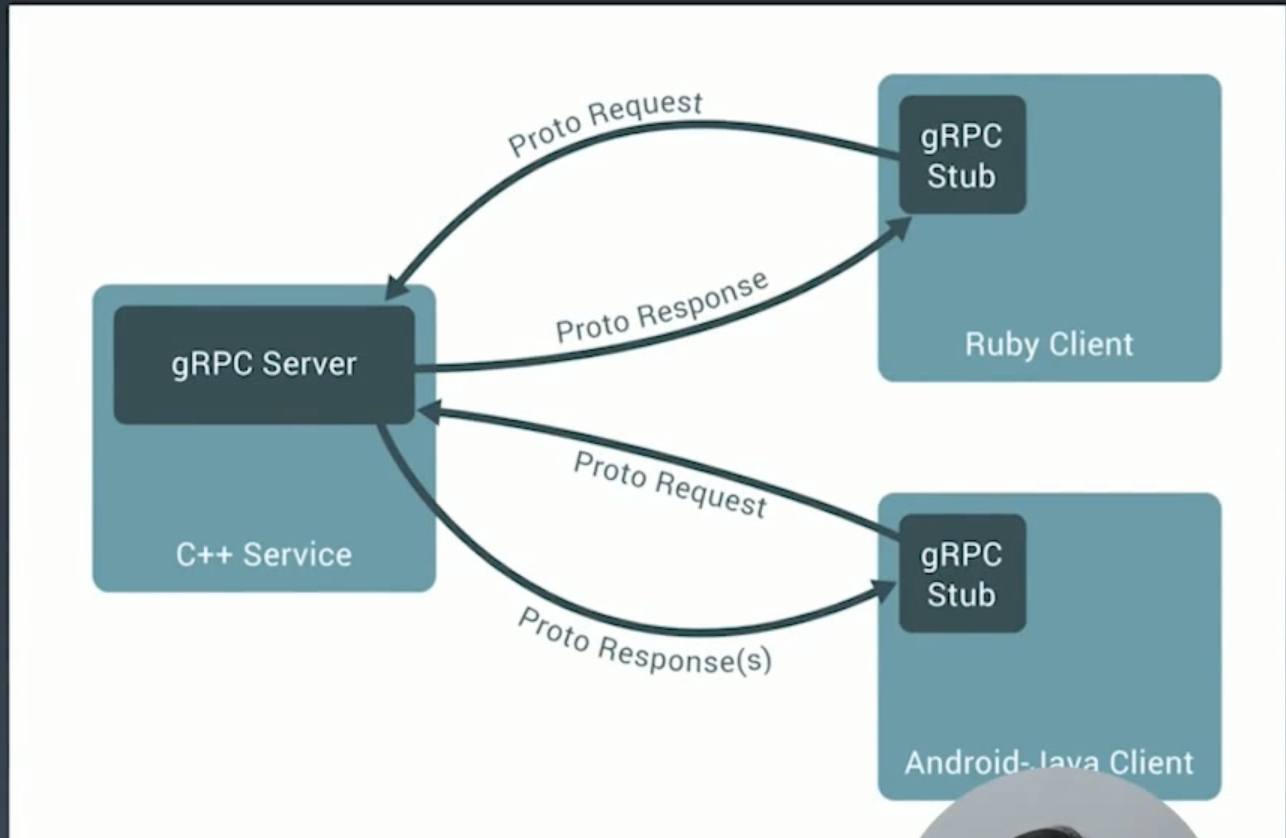 Proto Request
gRPC
Stub
Proto Response
Ruby Client
gRPC Server
C++ Service
Proto Request
gRPC
Stub
Proto Response(s)
Android-Java Client